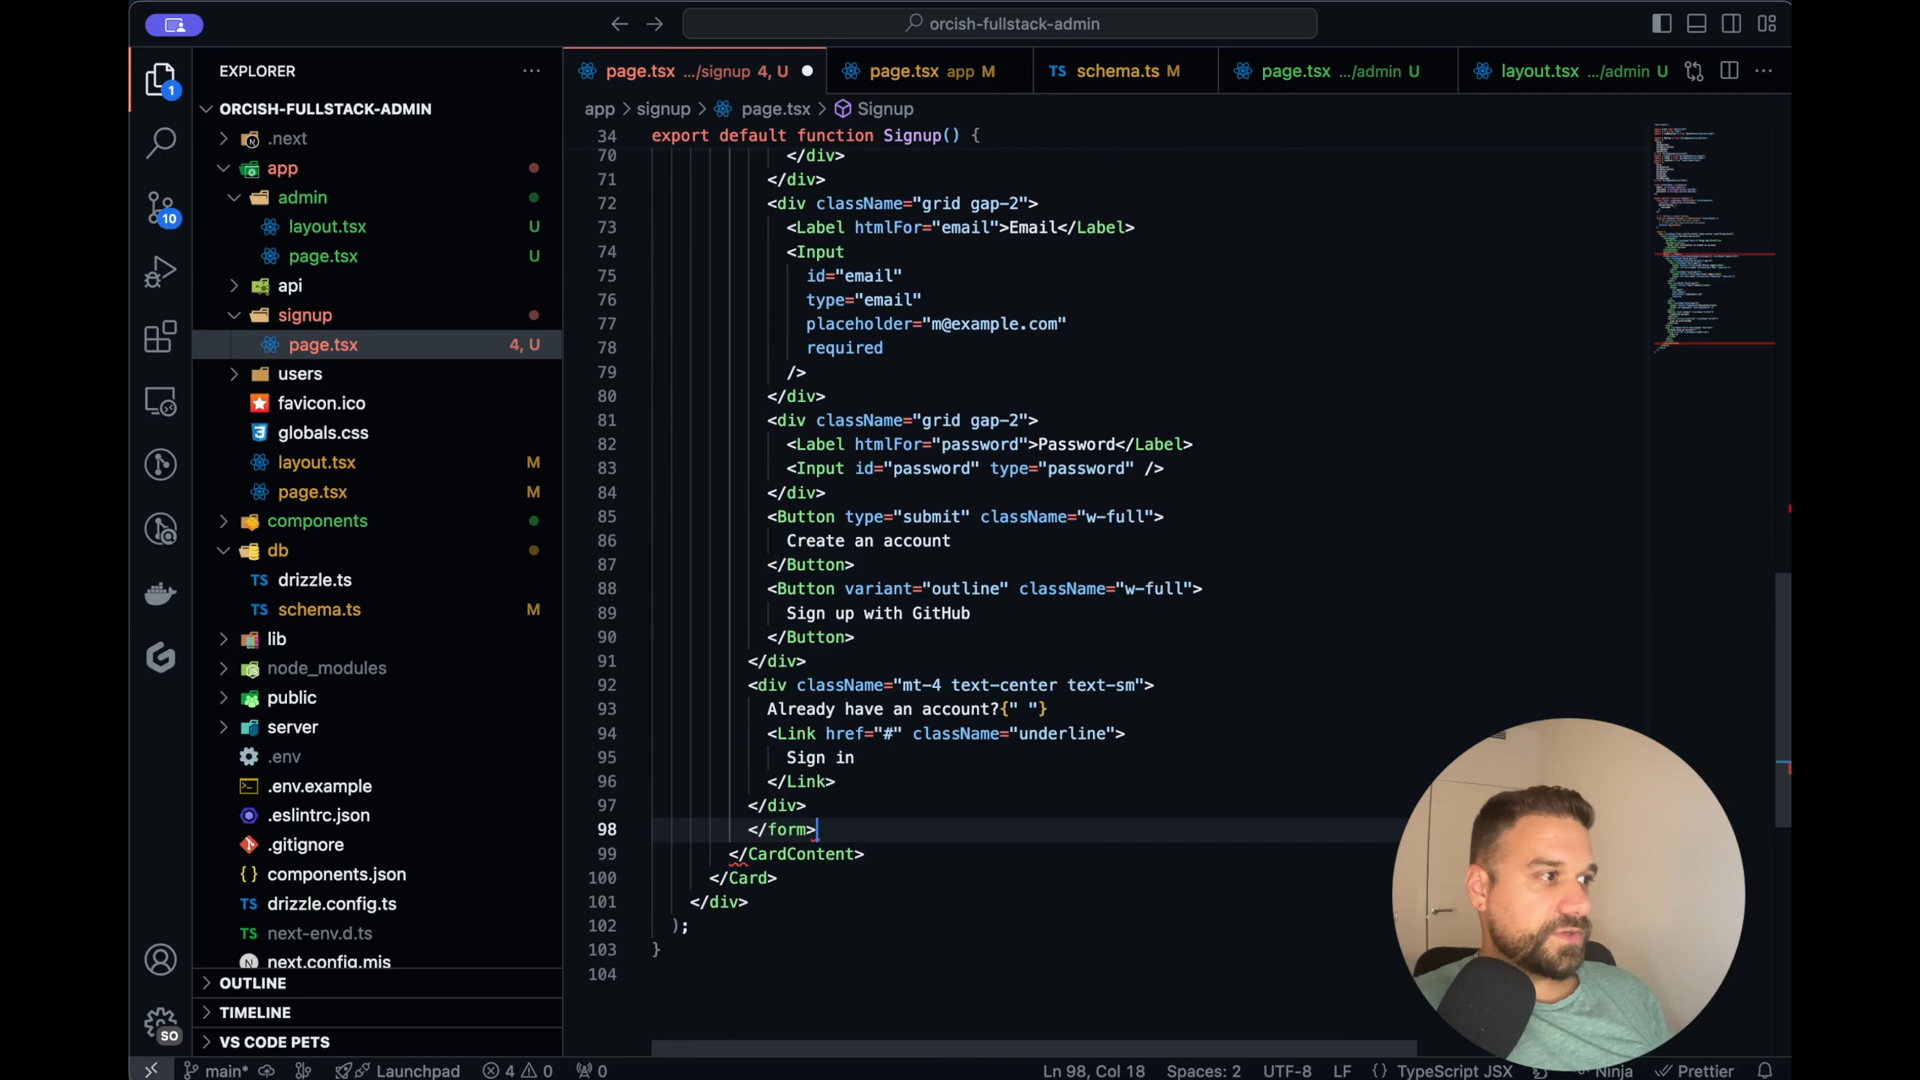 orcish-fullstack-admin
EXPLORER
ORCISH-FULLSTACK-ADMIN
.next
app
admin
layout.tsx U
page.tsx U
api
signup
page.tsx 4, U
users
favicon.ico
globals.css
layout.tsx M
page.tsx M
components
db
TS drizzle.ts
TS schema.ts M
lib
node_modules
public
server
.env
.env.example
.eslintrc.json
.gitignore
{} components.json
TS drizzle.config.ts
TS next-env.d.ts
next.config.mjs
OUTLINE
TIMELINE
VS CODE PETS
1
10
SO
page.tsx .../signup 4, U
page.tsx app M
TS schema.ts M
page.tsx .../admin U
layout.tsx .../admin U
app > signup > page.tsx > Signup
34 export default function Signup() {
70 </div>
71 </div>
72 <div className="grid gap-2">
73 <Label htmlFor="email">Email</Label>
74 <Input
75 id="email"
76 type="email"
77 placeholder="m@example.com"
78 required
79 />
80 </div>
81 <div className="grid gap-2">
82 <Label htmlFor="password">Password</Label>
83 <Input id="password" type="password" />
84 </div>
85 <Button type="submit" className="w-full">
86 Create an account
87 </Button>
88 <Button variant="outline" className="w-full">
89 Sign up with GitHub
90 </Button>
91 </div>
92 <div className="mt-4 text-center text-sm">
93 Already have an account?{" "}
94 <Link href="#" className="underline">
95 Sign in
96 </Link>
97 </div>
98 </form>
99 </CardContent>
100 </Card>
101 </div>
102 );
103 }
104
main* Launchpad 4 0 0 Ln 98, Col 18 Spaces: 2 UTF-8 LF {} TypeScript JSX Ninja Prettier